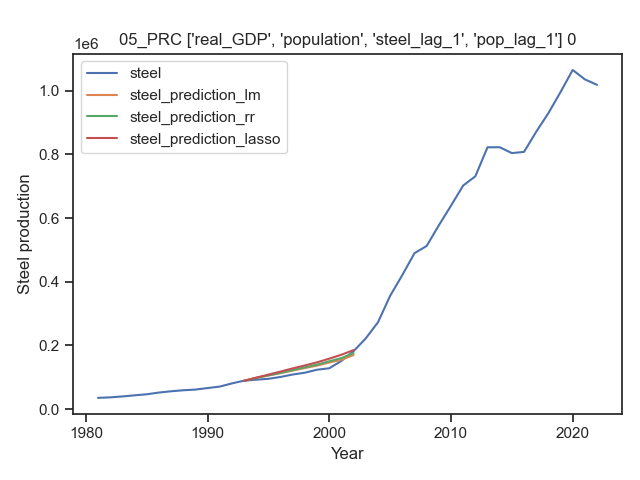 05_PRC ['real_GDP', 'population', 'steel_lag_1', 'pop_lag_1'] 0
1e6
steel
steel_prediction_lm
steel_prediction_rr
steel_prediction_lasso
Steel production
1.0
0.8
0.6
0.4
0.2
0.0
1980
1990
2000
2010
2020
Year